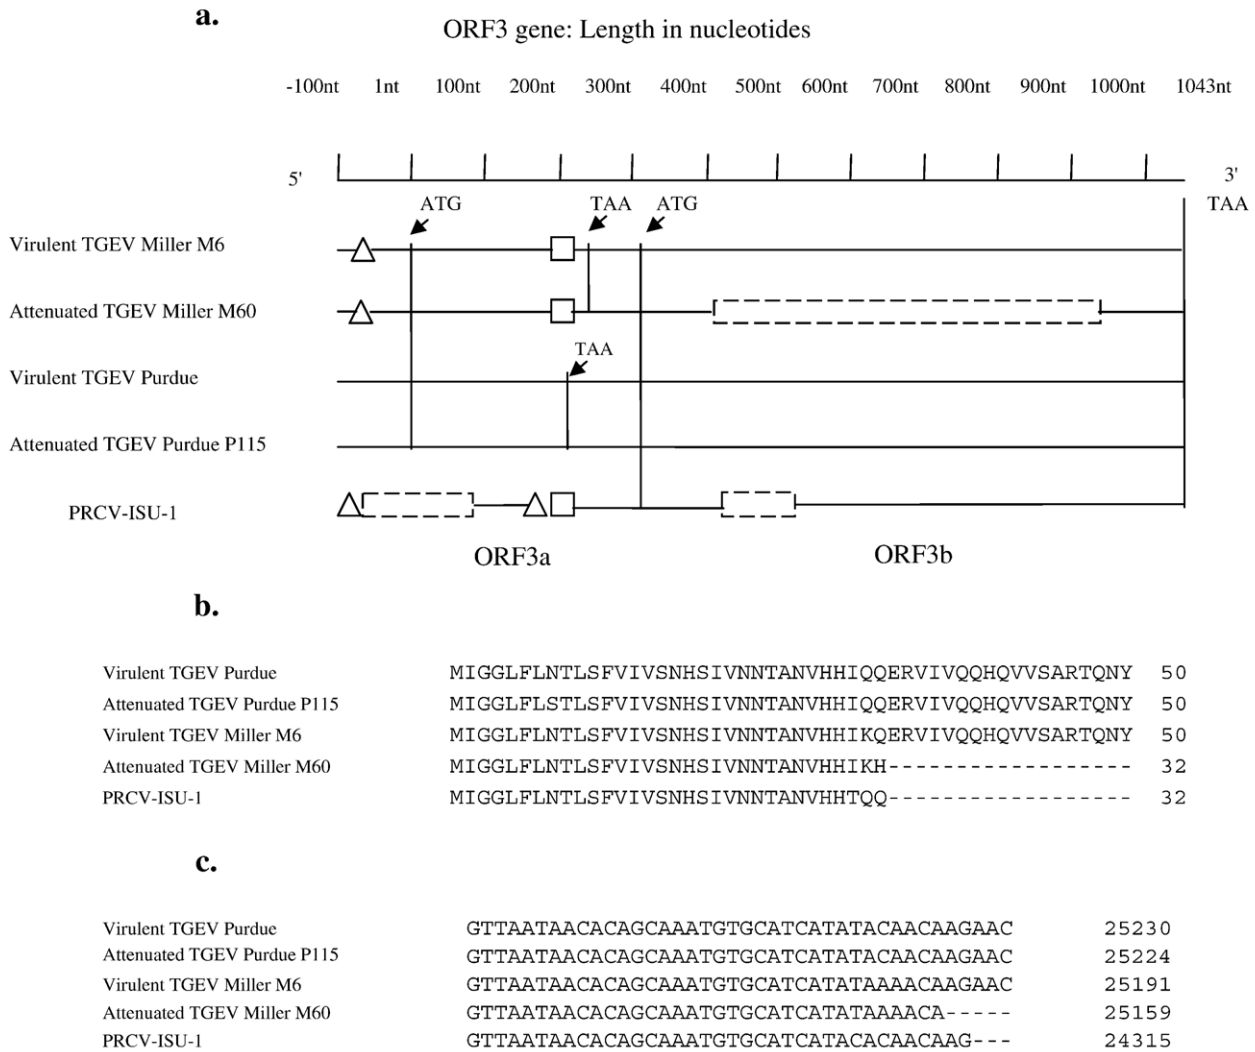 a.
ORF3 gene: Length in nucleotides
-100nt 1nt 100nt 200nt 300nt 400nt 500nt 600nt 700nt 800nt 900nt 1000nt 1043nt
5' 3'
ATG TAA ATG TAA
Virulent TGEV Miller M6
Attenuated TGEV Miller M60
TAA
Virulent TGEV Purdue
Attenuated TGEV Purdue P115
PRCV-ISU-1
ORF3a ORF3b
b.
Virulent TGEV Purdue MIGGLFLNTLSFVIVSNHSIVNNTANVHHIQQERVIVQQHQVVSARTQNY 50
Attenuated TGEV Purdue P115 MIGGLFLSTLSFVIVSNHSIVNNTANVHHIQQERVIVQQHQVVSARTQNY 50
Virulent TGEV Miller M6 MIGGLFLNTLSFVIVSNHSIVNNTANVHHIKQERVIVQQHQVVSARTQNY 50
Attenuated TGEV Miller M60 MIGGLFLNTLSFVIVSNHSIVNNTANVHHIKH------------------ 32
PRCV-ISU-1 MIGGLFLNTLSFVIVSNHSIVNNTANVHHTQQ------------------ 32
c.
Virulent TGEV Purdue GTTAATAACACAGCAAATGTGCATCATATACAACAAGAAC 25230
Attenuated TGEV Purdue P115 GTTAATAACACAGCAAATGTGCATCATATACAACAAGAAC 25224
Virulent TGEV Miller M6 GTTAATAACACAGCAAATGTGCATCATATAAAACAAGAAC 25191
Attenuated TGEV Miller M60 GTTAATAACACAGCAAATGTGCATCATATAAAACA----- 25159
PRCV-ISU-1 GTTAATAACACAGCAAATGTGCATCATACACAACAAG--- 24315